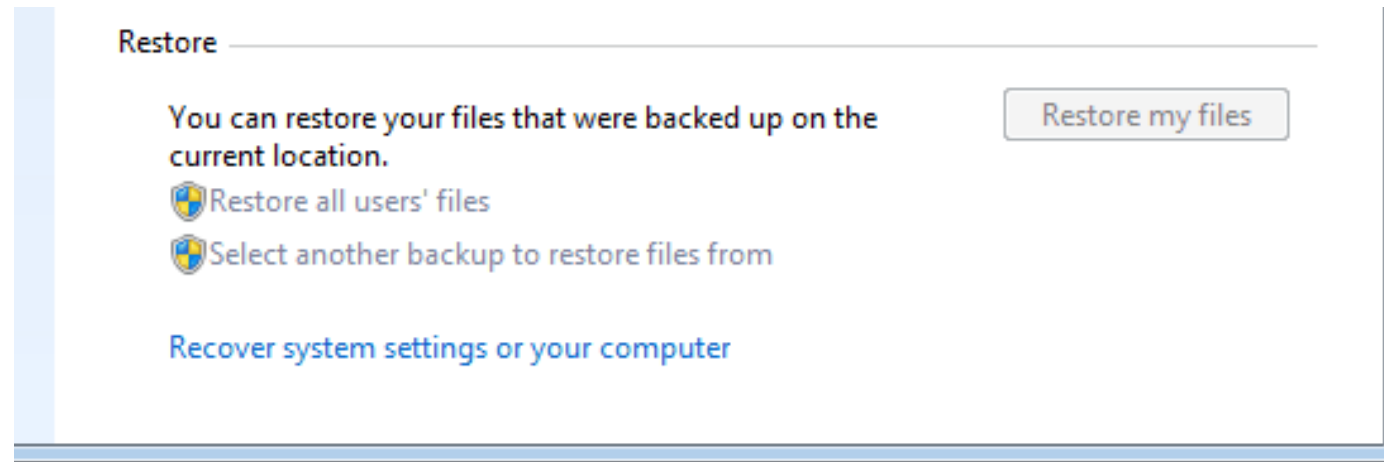 Restore
You can restore your files that were backed up on the
Restore my files
current location.
Restore all users' files
Select another backup to restore files from
Recover system settings or your computer